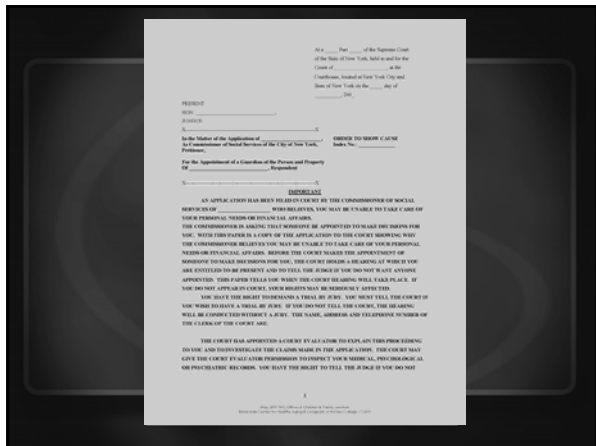 At a _____ Part _____ of the Supreme Court
of the State of New York, held in and for the
County of ________________, at the
Courthouse, located at New York City and
State of New York on the _____ day of
__________, 200_
PRESENT
HON. ________________________,
JUSTICE
X------------------------------------------------X
In the Matter of the Application of ________________, ORDER TO SHOW CAUSE
As Commissioner of Social Services of the City of New York, Index No.: ____________
Petitioner,
For the Appointment of a Guardian of the Person and Property
Of ________________________, Respondent
X------------------------------------------------X
IMPORTANT
AN APPLICATION HAS BEEN FILED IN COURT BY THE COMMISSIONER OF SOCIAL
SERVICES OF ________________ WHO BELIEVES, YOU MAY BE UNABLE TO TAKE CARE OF
YOUR PERSONAL NEEDS OR FINANCIAL AFFAIRS.
THE COMMISSIONER IS ASKING THAT SOMEONE BE APPOINTED TO MAKE DECISIONS FOR
YOU. WITH THIS PAPER IS A COPY OF THE APPLICATION TO THE COURT SHOWING WHY
THE COMMISSIONER BELIEVES YOU MAY BE UNABLE TO TAKE CARE OF YOUR PERSONAL
NEEDS OR FINANCIAL AFFAIRS. BEFORE THE COURT MAKES THE APPOINTMENT OF
SOMEONE TO MAKE DECISIONS FOR YOU, THE COURT HOLDS A HEARING AT WHICH YOU
ARE ENTITLED TO BE PRESENT AND TO TELL THE JUDGE IF YOU DO NOT WANT ANYONE
APPOINTED. THIS PAPER TELLS YOU WHEN THE COURT HEARING WILL TAKE PLACE. IF
YOU DO NOT APPEAR IN COURT, YOUR RIGHTS MAY BE SERIOUSLY AFFECTED.
YOU HAVE THE RIGHT TO DEMAND A TRIAL BY JURY. YOU MUST TELL THE COURT IF
YOU WISH TO HAVE A TRIAL BY JURY. IF YOU DO NOT TELL THE COURT, THE HEARING
WILL BE CONDUCTED WITHOUT A JURY. THE NAME, ADDRESS AND TELEPHONE NUMBER OF
THE CLERK OF THE COURT ARE:
THE COURT HAS APPOINTED A COURT EVALUATOR TO EXPLAIN THIS PROCEEDING
TO YOU AND TO INVESTIGATE THE CLAIMS MADE IN THE APPLICATION. THE COURT MAY
GIVE THE COURT EVALUATOR PERMISSION TO INSPECT YOUR MEDICAL, PSYCHOLOGICAL
OR PSYCHIATRIC RECORDS. YOU HAVE THE RIGHT TO TELL THE JUDGE IF YOU DO NOT